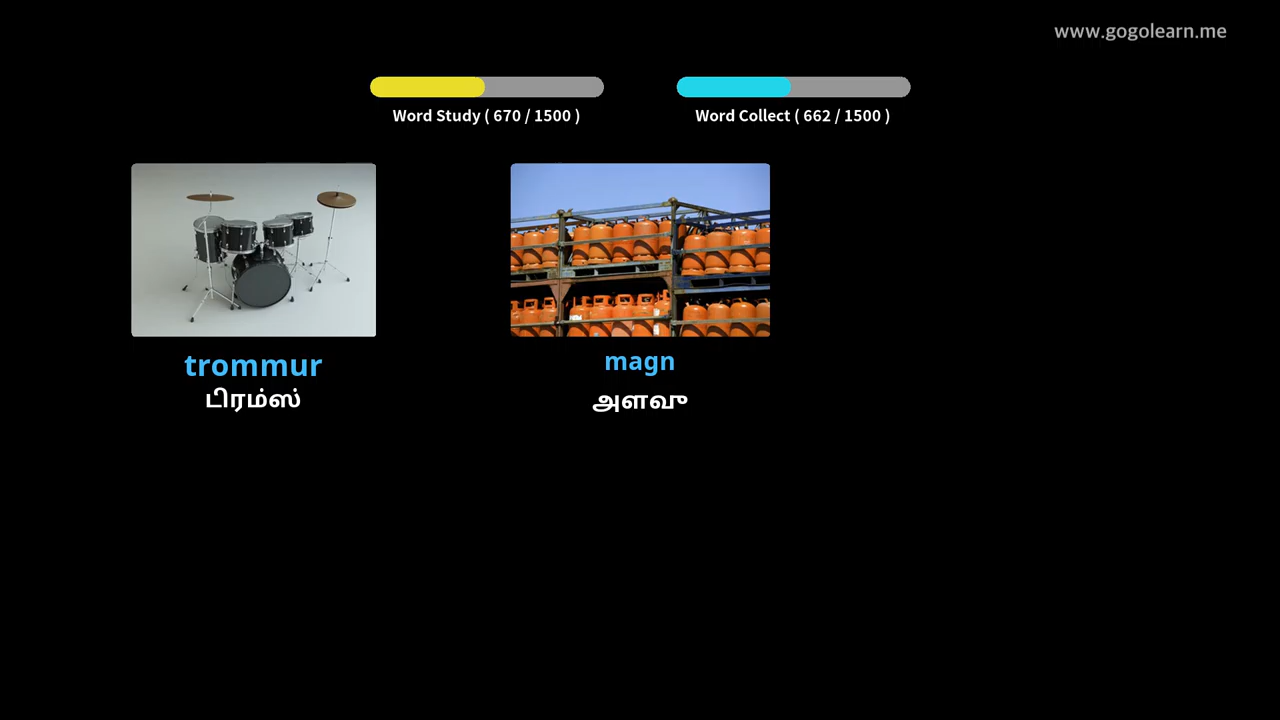 www.gogolearn.me
Word Study ( 670 / 1500 )
Word Collect ( 662 / 1500 )
trommur
டிரம்ஸ்
magn
அளவு